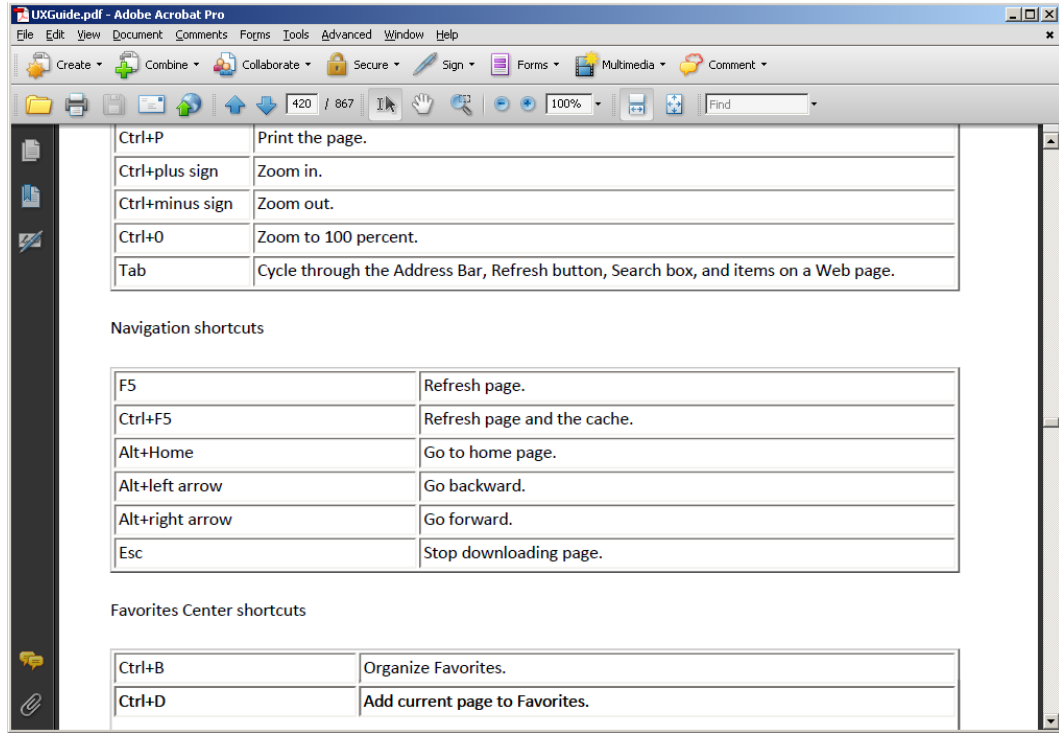 UXGuide.pdf - Adobe Acrobat Pro
File Edit View Document Comments Forms Tools Advanced Window Help
Create Combine Collaborate Secure Sign Forms Multimedia Comment
420 / 867 100% Find
Ctrl+P Print the page.
Ctrl+plus sign Zoom in.
Ctrl+minus sign Zoom out.
Ctrl+0 Zoom to 100 percent.
Tab Cycle through the Address Bar, Refresh button, Search box, and items on a Web page.
Navigation shortcuts
F5 Refresh page.
Ctrl+F5 Refresh page and the cache.
Alt+Home Go to home page.
Alt+left arrow Go backward.
Alt+right arrow Go forward.
Esc Stop downloading page.
Favorites Center shortcuts
Ctrl+B Organize Favorites.
Ctrl+D Add current page to Favorites.